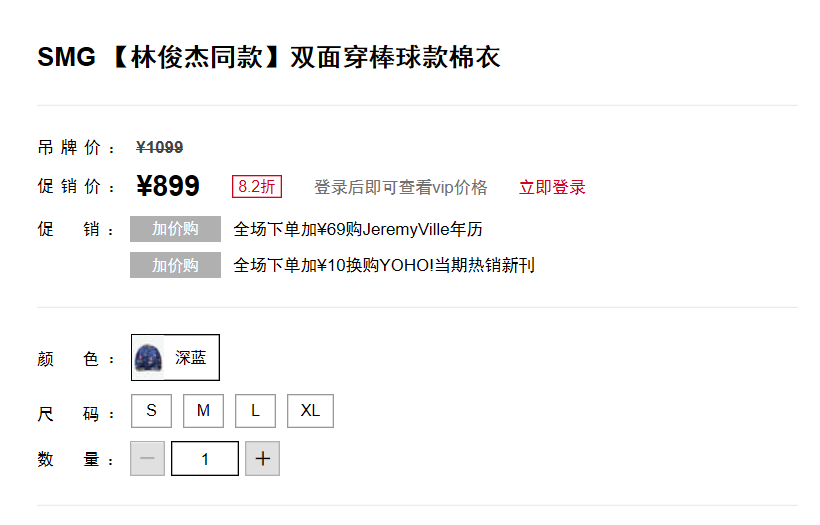 SMG 【林俊杰同款】双面穿棒球款棉衣
吊牌价： ¥1099
促销价： ¥899 8.2折 登录后即可查看vip价格 立即登录
促 销： 加价购 全场下单加¥69购JeremyVille年历
加价购 全场下单加¥10换购YOHO!当期热销新刊
颜 色： 深蓝
尺 码： S M L XL
数 量： － 1 +